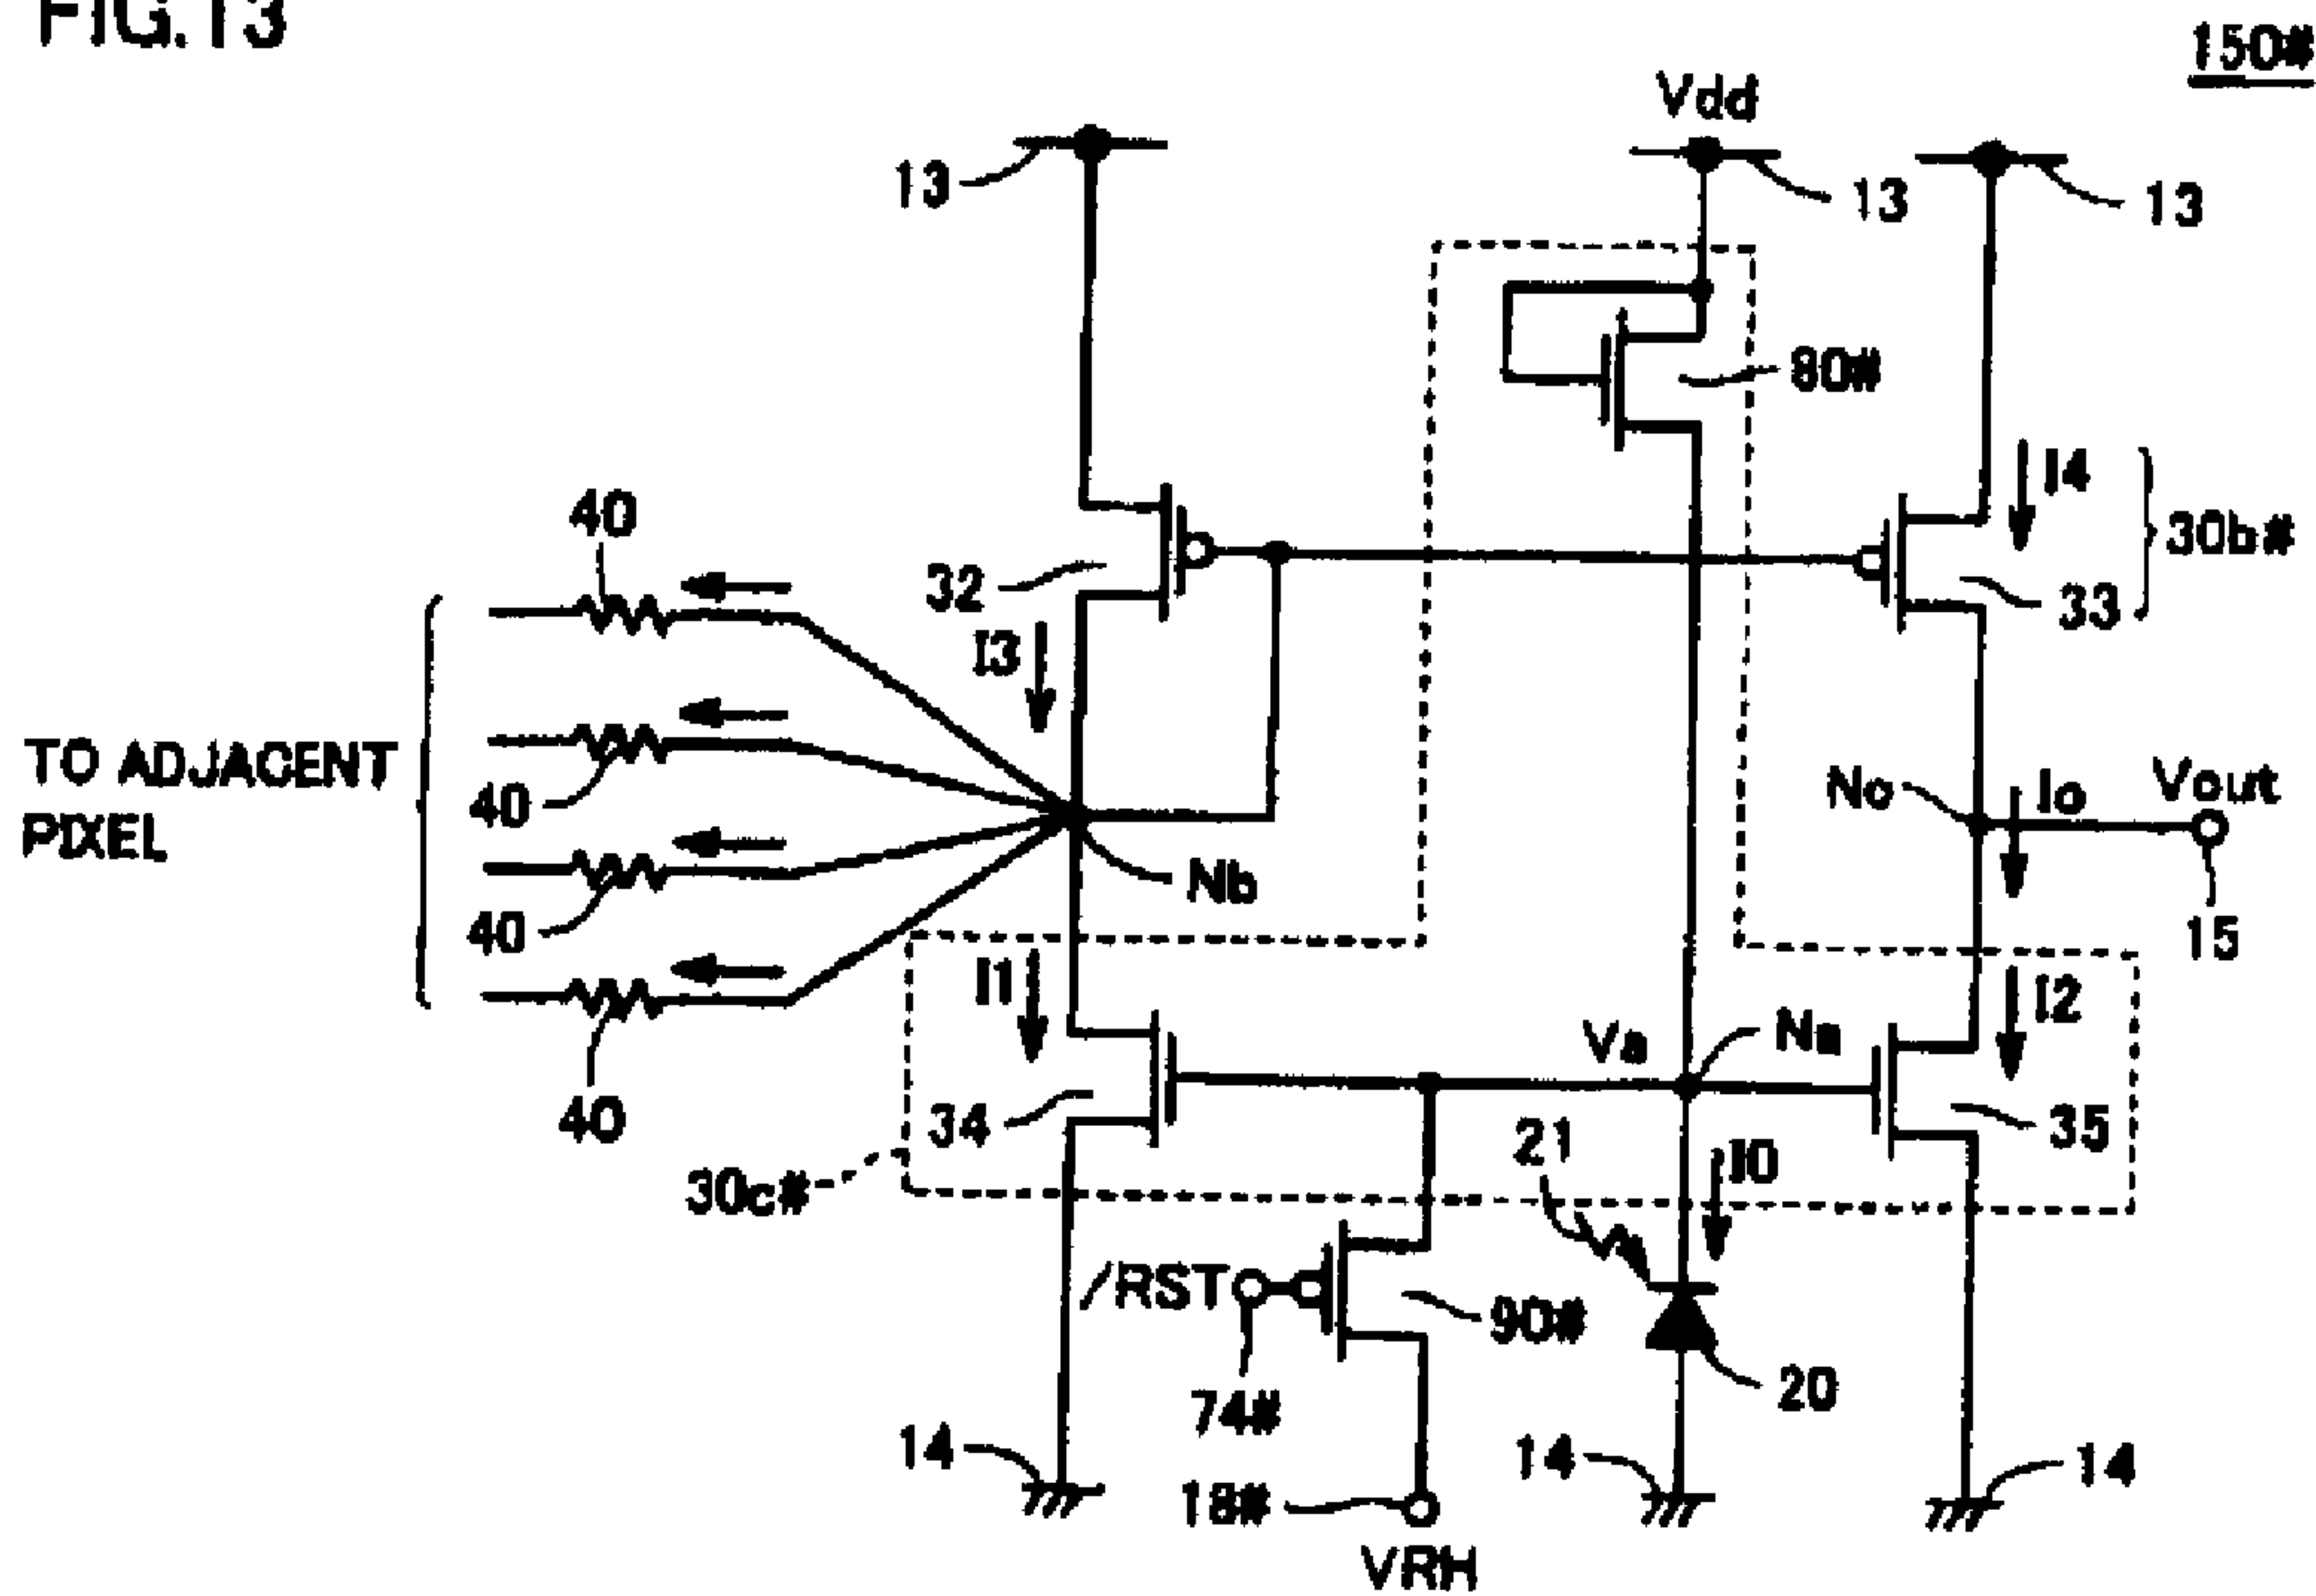 FIG.13
150#
Vdd
13
13
13
80#
I4
30b#
40
32
33
I3
TO ADJACENT
PIXEL
40
Nc
Io
Vout
Nb
40
15
I1
I2
Va
Na
34
35
40
21
I0
30c#
/RST
90#
20
74#
14
14
14
18#
VRH